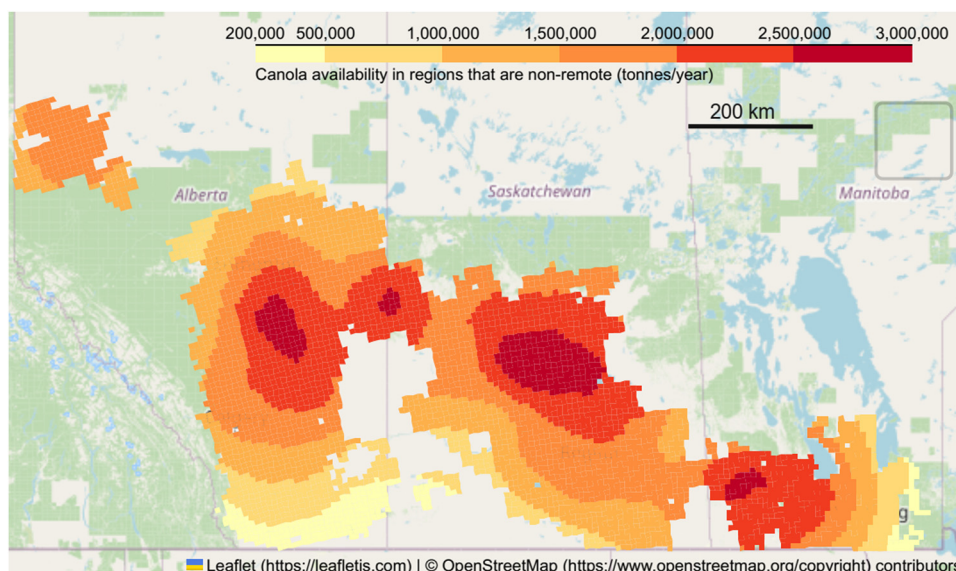 200,000 500,000 1,000,000 1,500,000 2,000,000 2,500,000 3,000,000
Canola availability in regions that are non-remote (tonnes/year)
200 km
Alberta
Saskatchewan
Manitoba
g
Leaflet (https://leafletjs.com) | © OpenStreetMap (https://www.openstreetmap.org/copyright) contributors